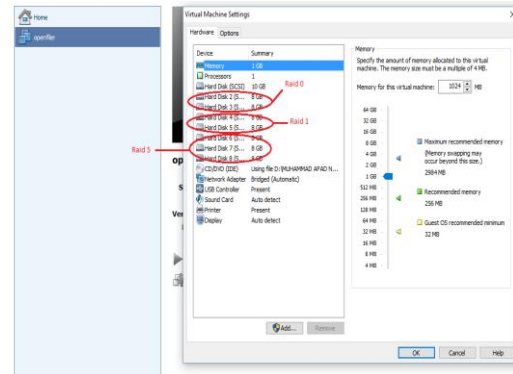 Home
openfiler
Virtual Machine Settings
Hardware Options
Device Summary
Memory 1 GB
Processors 1
Hard Disk (SCSI) 10 GB
Hard Disk 2 (S... 8 GB
Hard Disk 3 (S... 8 GB
Hard Disk 4 (S... 8 GB
Hard Disk 5 (S... 8 GB
Hard Disk 6 (S... 8 GB
Hard Disk 7 (S... 8 GB
Hard Disk 8 (S... 8 GB
CD/DVD (IDE) Using file D:\MUHAMMAD AFAD N...
Network Adapter Bridged (Automatic)
USB Controller Present
Sound Card Auto detect
Printer Present
Display Auto detect
Raid 0
Raid 1
Raid 5
Add... Remove
Memory
Specify the amount of memory allocated to this virtual
machine. The memory size must be a multiple of 4 MB.
Memory for this virtual machine: 1024 MB
64 GB
32 GB
16 GB
8 GB
4 GB
2 GB
1 GB
512 MB
256 MB
128 MB
64 MB
32 MB
16 MB
8 MB
4 MB
Maximum recommended memory
(Memory swapping may
occur beyond this size.)
2984 MB
Recommended memory
256 MB
Guest OS recommended minimum
32 MB
OK Cancel Help